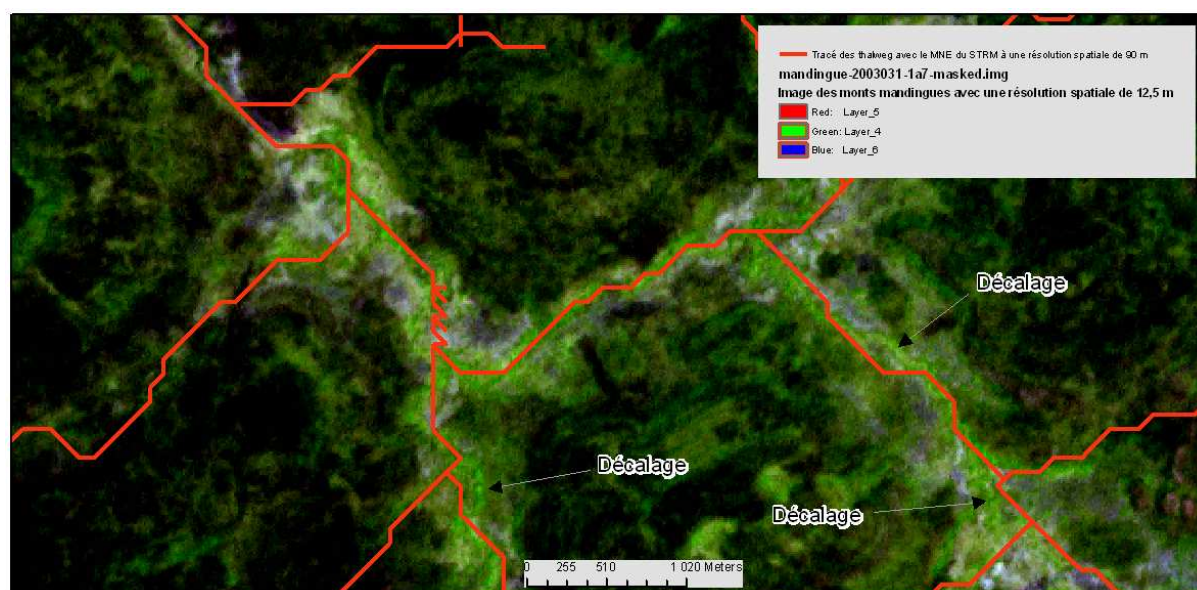 Tracé des thalweg avec le MNE du STRM à une résolution spatiale de 90 m
mandingue-2003031-1a7-masked.img
Image des monts mandingues avec une résolution spatiale de 12,5 m
Red: Layer_5
Green: Layer_4
Blue: Layer_6
Décalage
Décalage
Décalage
0 255 510 1 020 Meters